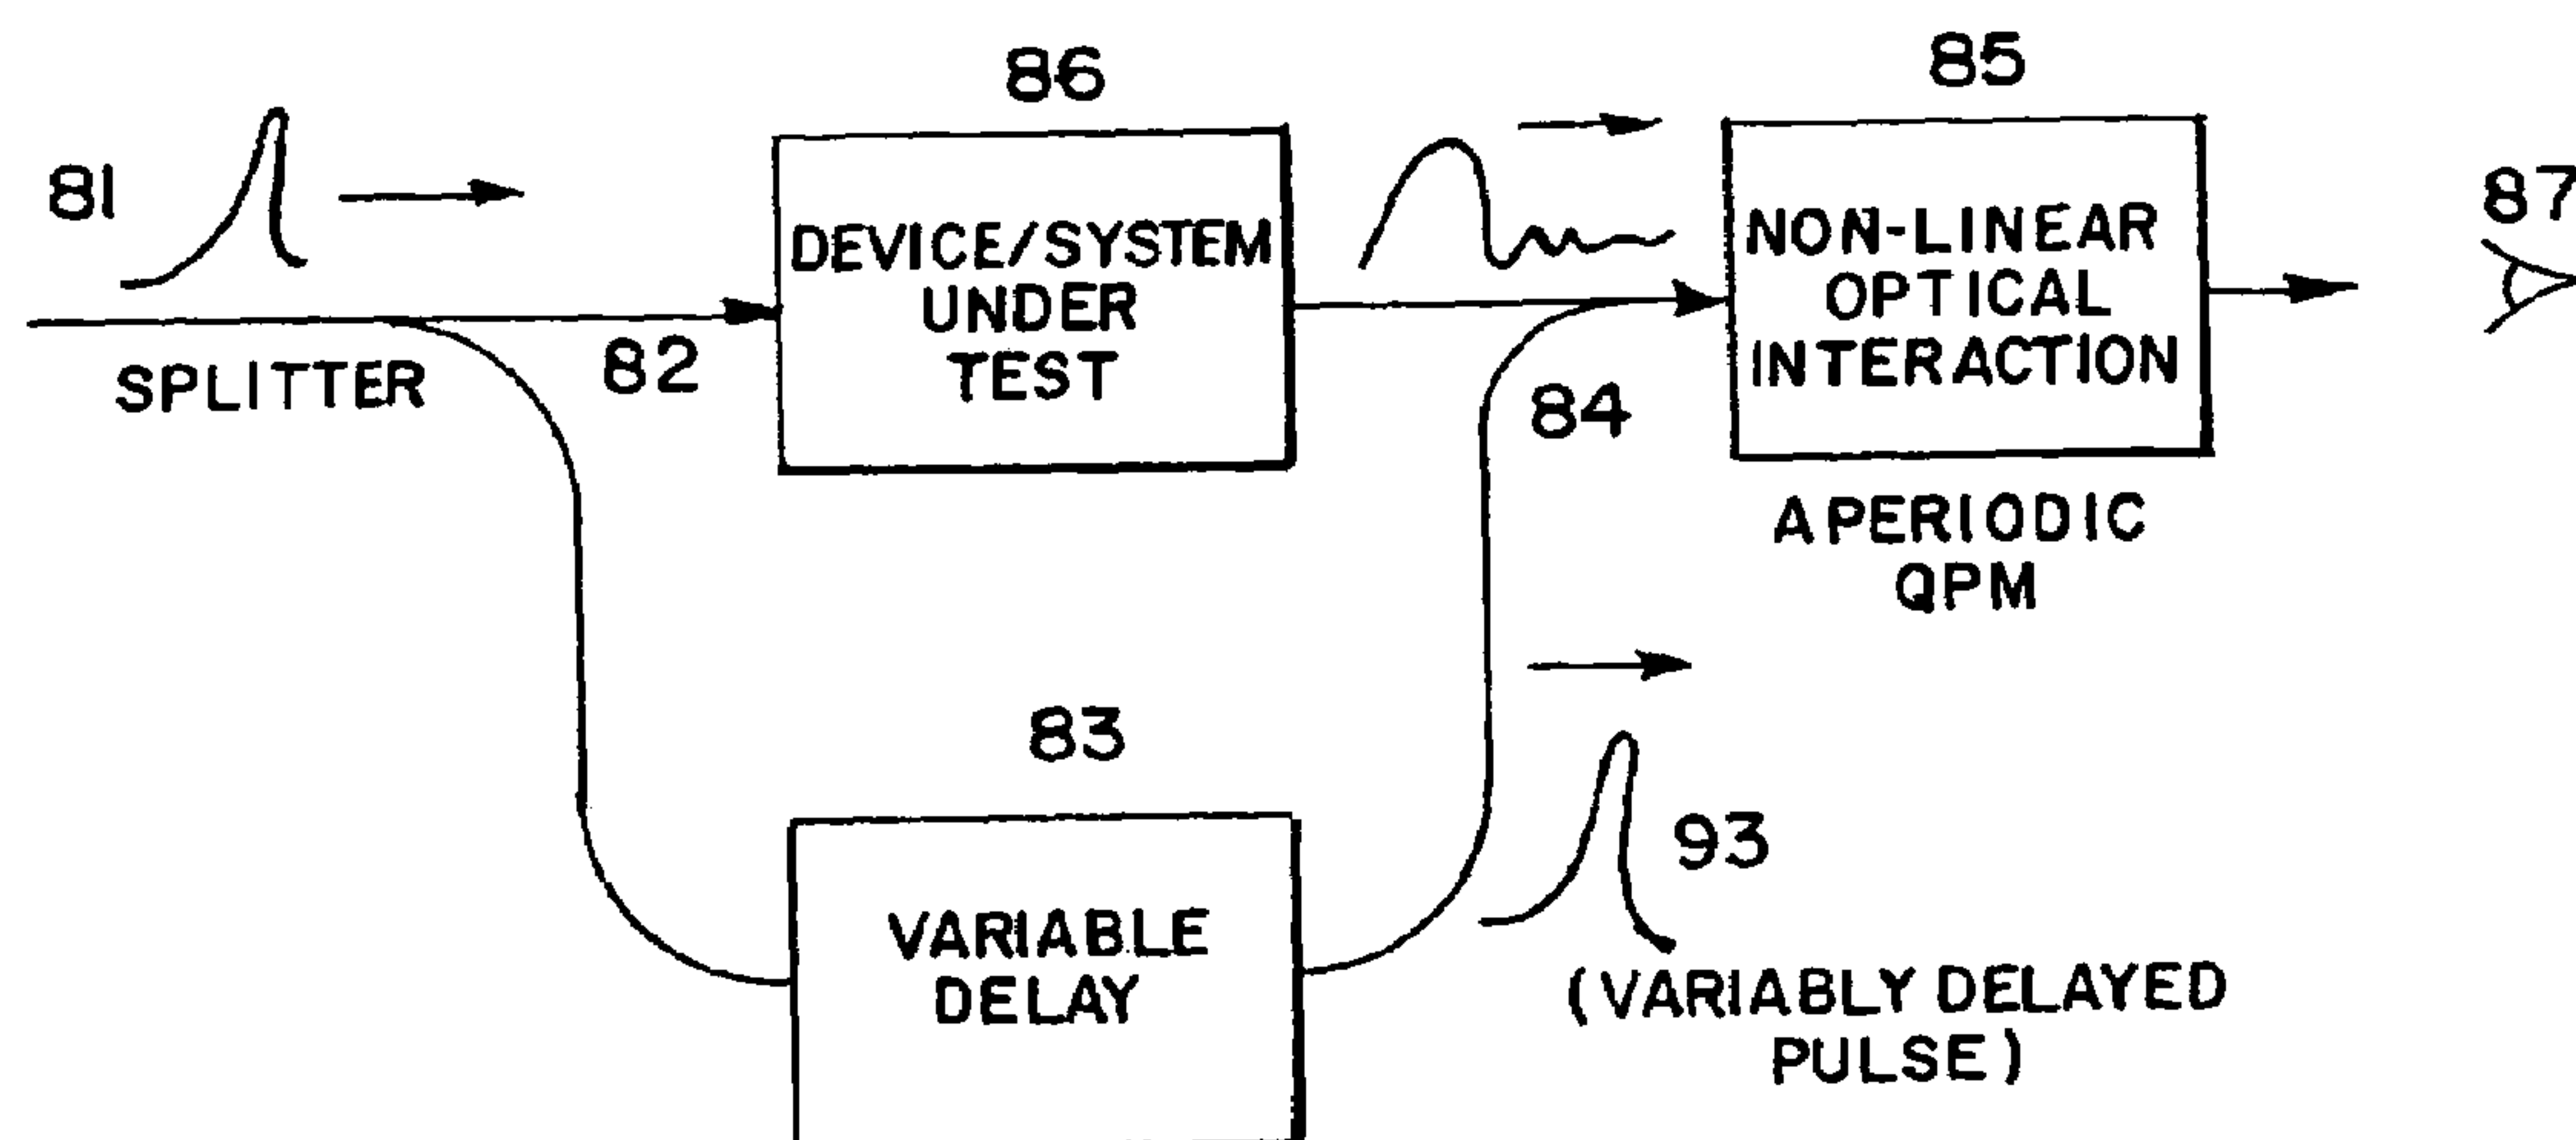 86
85
81
87
DEVICE/SYSTEM
UNDER
TEST
NON-LINEAR
OPTICAL
INTERACTION
SPLITTER
82
84
APERIODIC
QPM
83
93
VARIABLE
DELAY
(VARIABLY DELAYED
PULSE)